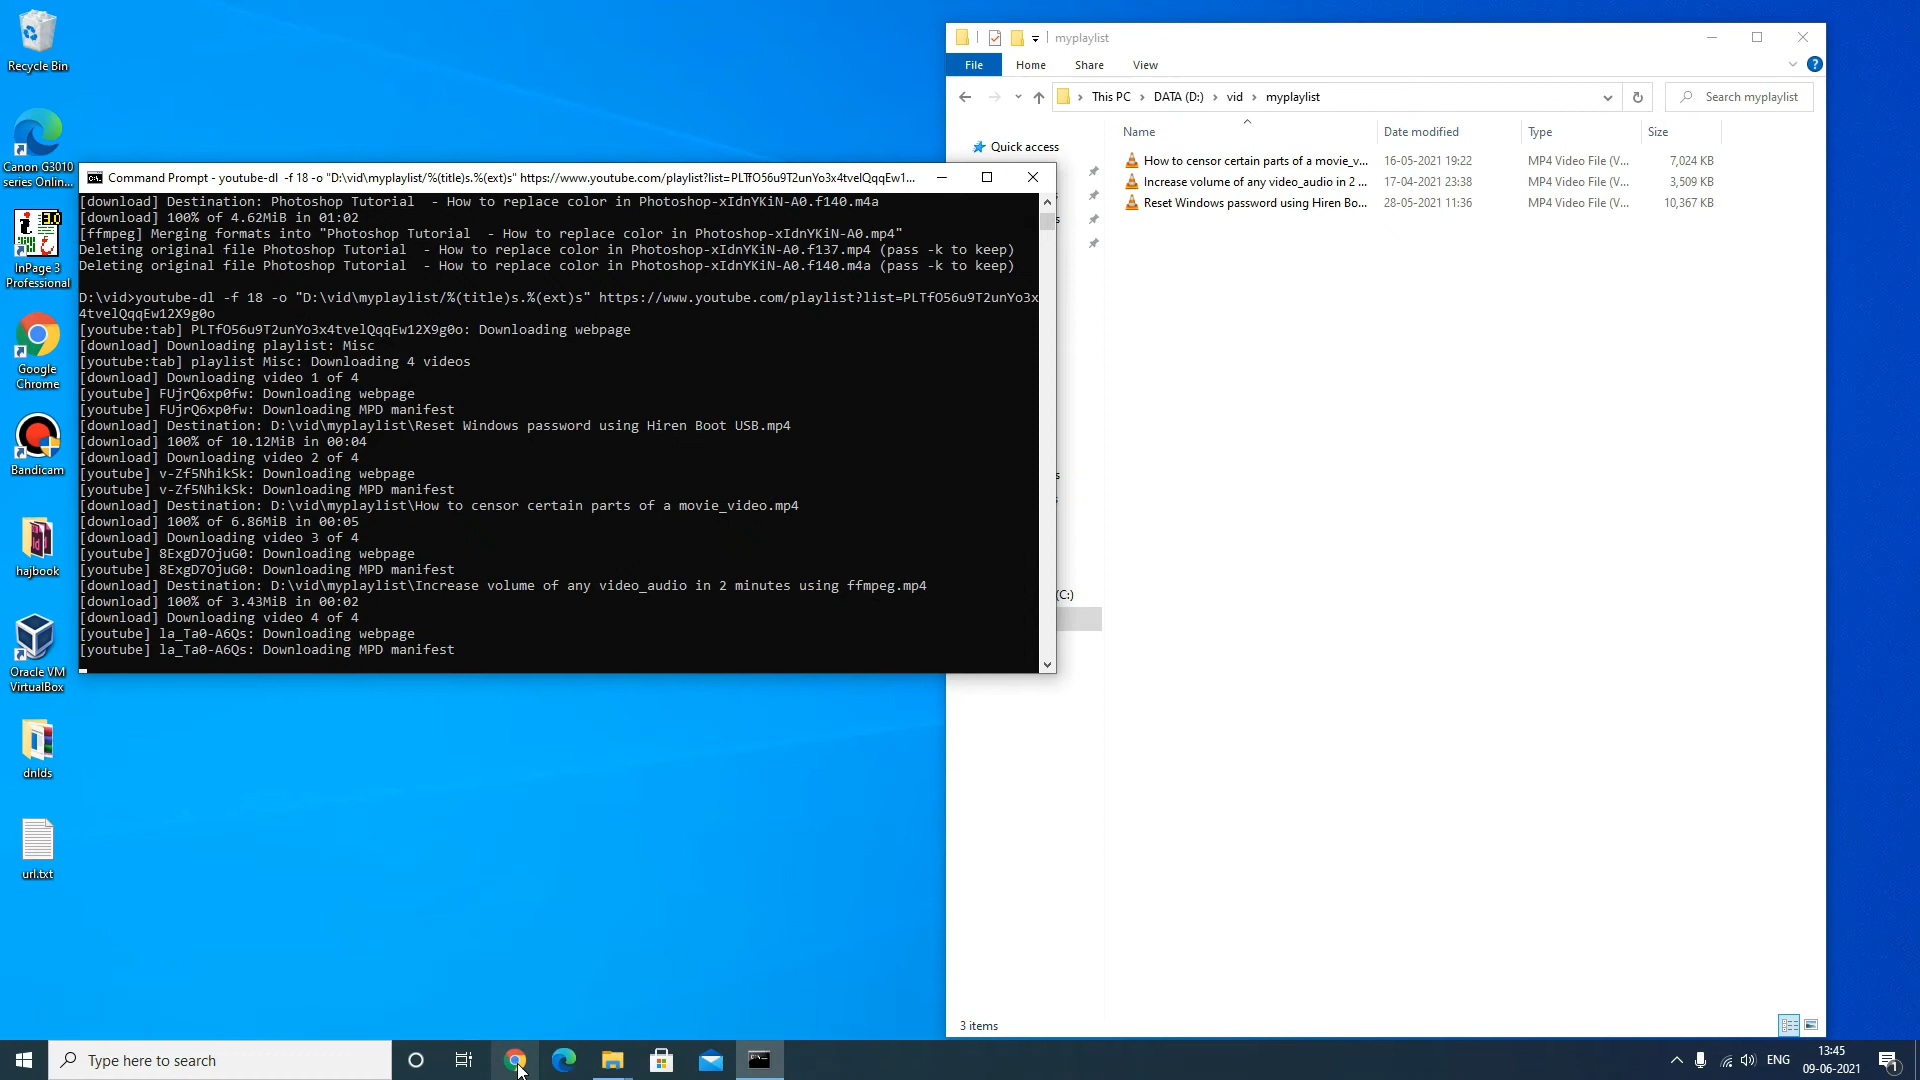 Recycle Bin
Canon G3010
series Onlin...
InPage 3
Professional
Google
Chrome
Bandicam
hajbook
Oracle VM
VirtualBox
dnlds
url.txt
Command Prompt - youtube-dl  -f 18 -o "D:\vid\myplaylist/%(title)s.%(ext)s" https://www.youtube.com/playlist?list=PLTfO56u9T2unYo3x4tvelQqqEw1...
[download] Destination: Photoshop Tutorial  - How to replace color in Photoshop-xIdnYKiN-A0.f140.m4a
[download] 100% of 4.62MiB in 01:02
[ffmpeg] Merging formats into "Photoshop Tutorial  - How to replace color in Photoshop-xIdnYKiN-A0.mp4"
Deleting original file Photoshop Tutorial  - How to replace color in Photoshop-xIdnYKiN-A0.f137.mp4 (pass -k to keep)
Deleting original file Photoshop Tutorial  - How to replace color in Photoshop-xIdnYKiN-A0.f140.m4a (pass -k to keep)
D:\vid>youtube-dl -f 18 -o "D:\vid\myplaylist/%(title)s.%(ext)s" https://www.youtube.com/playlist?list=PLTfO56u9T2unYo3x
4tvelQqqEw12X9g0o
[youtube:tab] PLTfO56u9T2unYo3x4tvelQqqEw12X9g0o: Downloading webpage
[download] Downloading playlist: Misc
[youtube:tab] playlist Misc: Downloading 4 videos
[download] Downloading video 1 of 4
[youtube] FUjrQ6xp0fw: Downloading webpage
[youtube] FUjrQ6xp0fw: Downloading MPD manifest
[download] Destination: D:\vid\myplaylist\Reset Windows password using Hiren Boot USB.mp4
[download] 100% of 10.12MiB in 00:04
[download] Downloading video 2 of 4
[youtube] v-Zf5NhikSk: Downloading webpage
[youtube] v-Zf5NhikSk: Downloading MPD manifest
[download] Destination: D:\vid\myplaylist\How to censor certain parts of a movie_video.mp4
[download] 100% of 6.86MiB in 00:05
[download] Downloading video 3 of 4
[youtube] 8ExgD7OjuG0: Downloading webpage
[youtube] 8ExgD7OjuG0: Downloading MPD manifest
[download] Destination: D:\vid\myplaylist\Increase volume of any video_audio in 2 minutes using ffmpeg.mp4
[download] 100% of 3.43MiB in 00:02
[download] Downloading video 4 of 4
[youtube] la_Ta0-A6Qs: Downloading webpage
[youtube] la_Ta0-A6Qs: Downloading MPD manifest
myplaylist
File Home Share View
This PC › DATA (D:) › vid › myplaylist
Search myplaylist
Quick access
(C:)
Name Date modified Type Size
How to censor certain parts of a movie_v... 16-05-2021 19:22 MP4 Video File (V... 7,024 KB
Increase volume of any video_audio in 2 ... 17-04-2021 23:38 MP4 Video File (V... 3,509 KB
Reset Windows password using Hiren Bo... 28-05-2021 11:36 MP4 Video File (V... 10,367 KB
3 items
Type here to search
ENG
13:45
09-06-2021
1